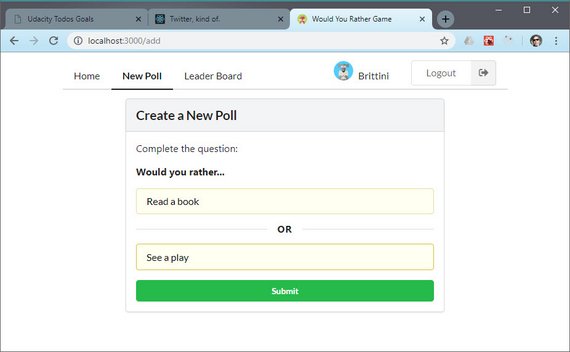 Udacity Todos Goals
Twitter, kind of.
Would You Rather Game
localhost:3000/add
Home
New Poll
Leader Board
Brittini
Logout
Create a New Poll
Complete the question:
Would you rather...
Read a book
OR
See a play
Submit